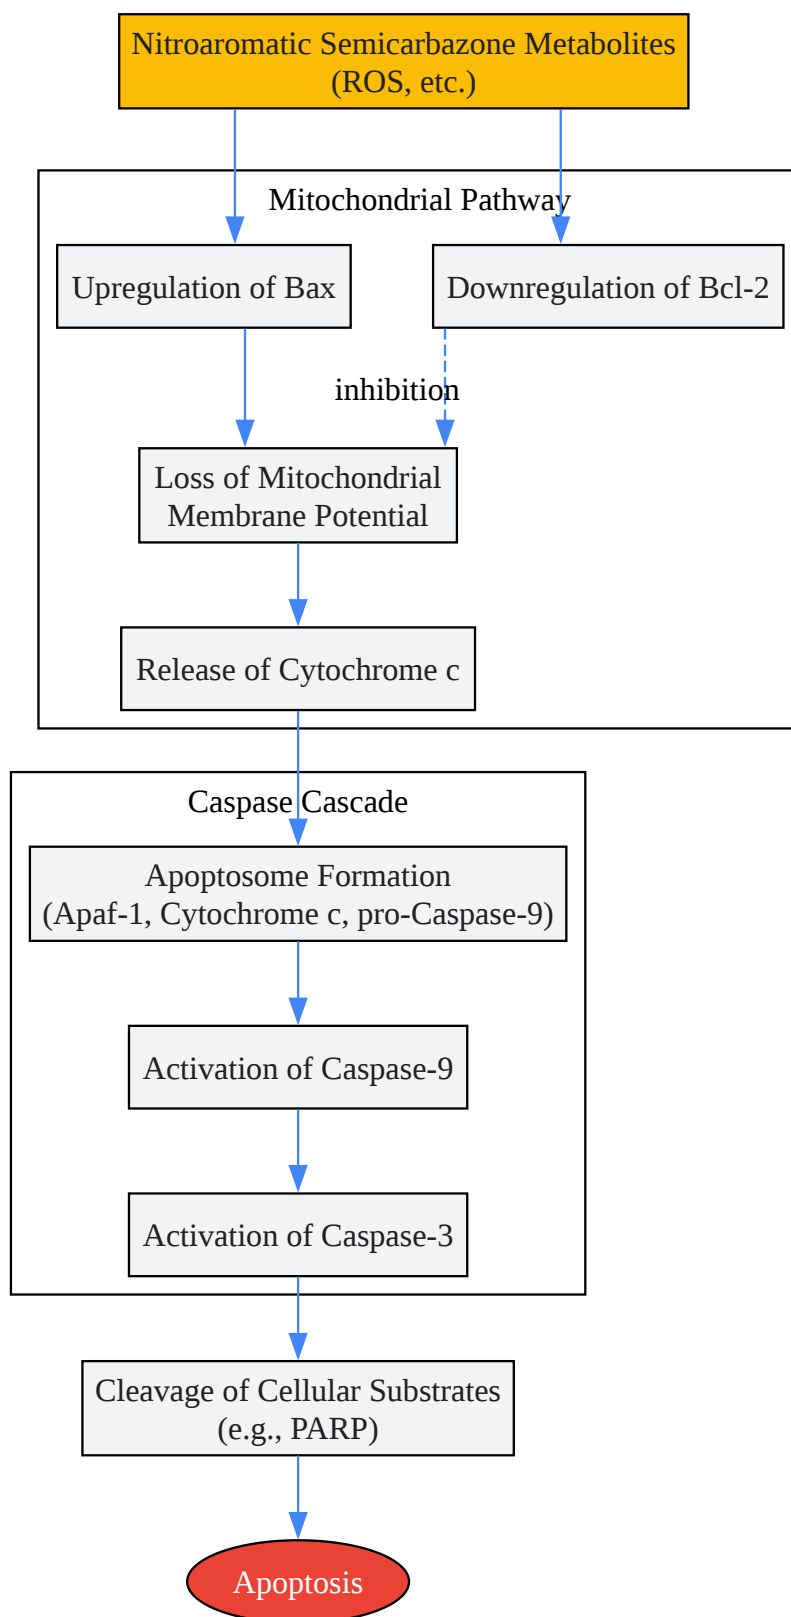 Nitroaromatic Semicarbazone Metabolites
(ROS, etc.)
Mitochondrial Pathway
Upregulation of Bax
Downregulation of Bcl-2
inhibition
Loss of Mitochondrial
Membrane Potential
Release of Cytochrome c
Caspase Cascade
Apoptosome Formation
(Apaf-1, Cytochrome c, pro-Caspase-9)
Activation of Caspase-9
Activation of Caspase-3
Cleavage of Cellular Substrates
(e.g., PARP)
Apoptosis